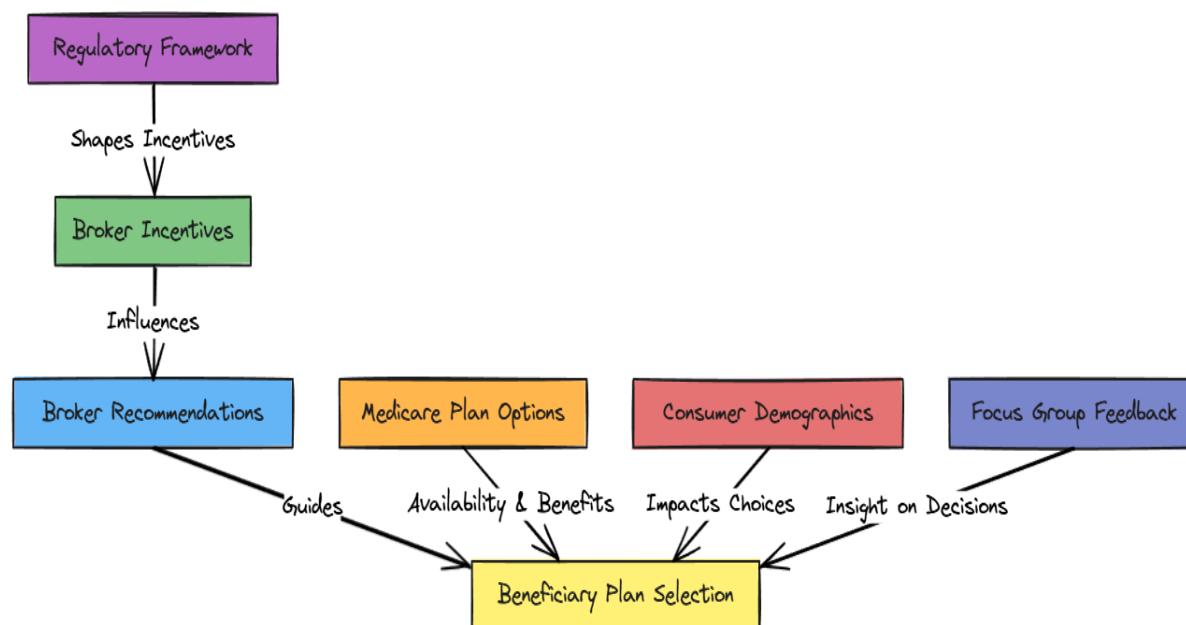 Regulatory Framework
Shapes Incentives
Broker Incentives
Influences
Broker Recommendations
Medicare Plan Options
Consumer Demographics
Focus Group Feedback
Guides
Availability & Benefits
Impacts Choices
Insight on Decisions
Beneficiary Plan Selection